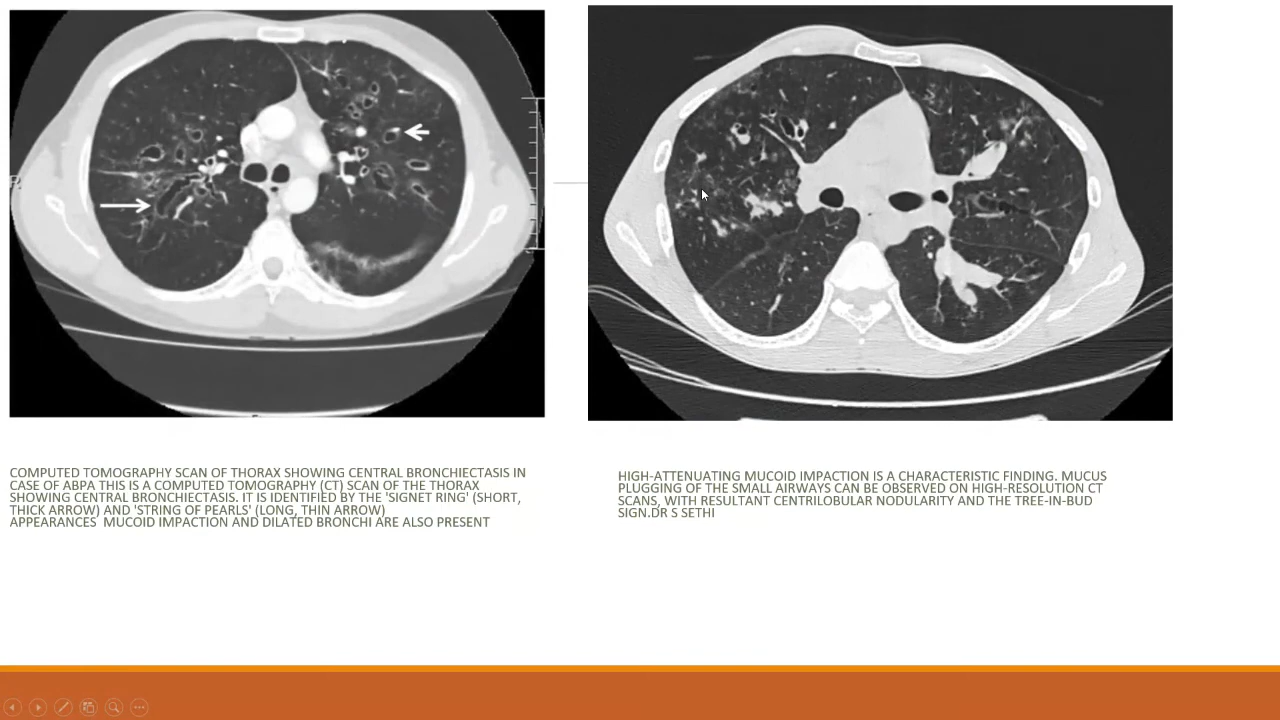 R
COMPUTED TOMOGRAPHY SCAN OF THORAX SHOWING CENTRAL BRONCHIECTASIS IN
CASE OF ABPA THIS IS A COMPUTED TOMOGRAPHY (CT) SCAN OF THE THORAX
SHOWING CENTRAL BRONCHIECTASIS. IT IS IDENTIFIED BY THE 'SIGNET RING' (SHORT,
THICK ARROW) AND 'STRING OF PEARLS' (LONG, THIN ARROW)
APPEARANCES MUCOID IMPACTION AND DILATED BRONCHI ARE ALSO PRESENT
HIGH-ATTENUATING MUCOID IMPACTION IS A CHARACTERISTIC FINDING. MUCUS
PLUGGING OF THE SMALL AIRWAYS CAN BE OBSERVED ON HIGH-RESOLUTION CT
SCANS, WITH RESULTANT CENTRILOBULAR NODULARITY AND THE TREE-IN-BUD
SIGN.DR S SETHI